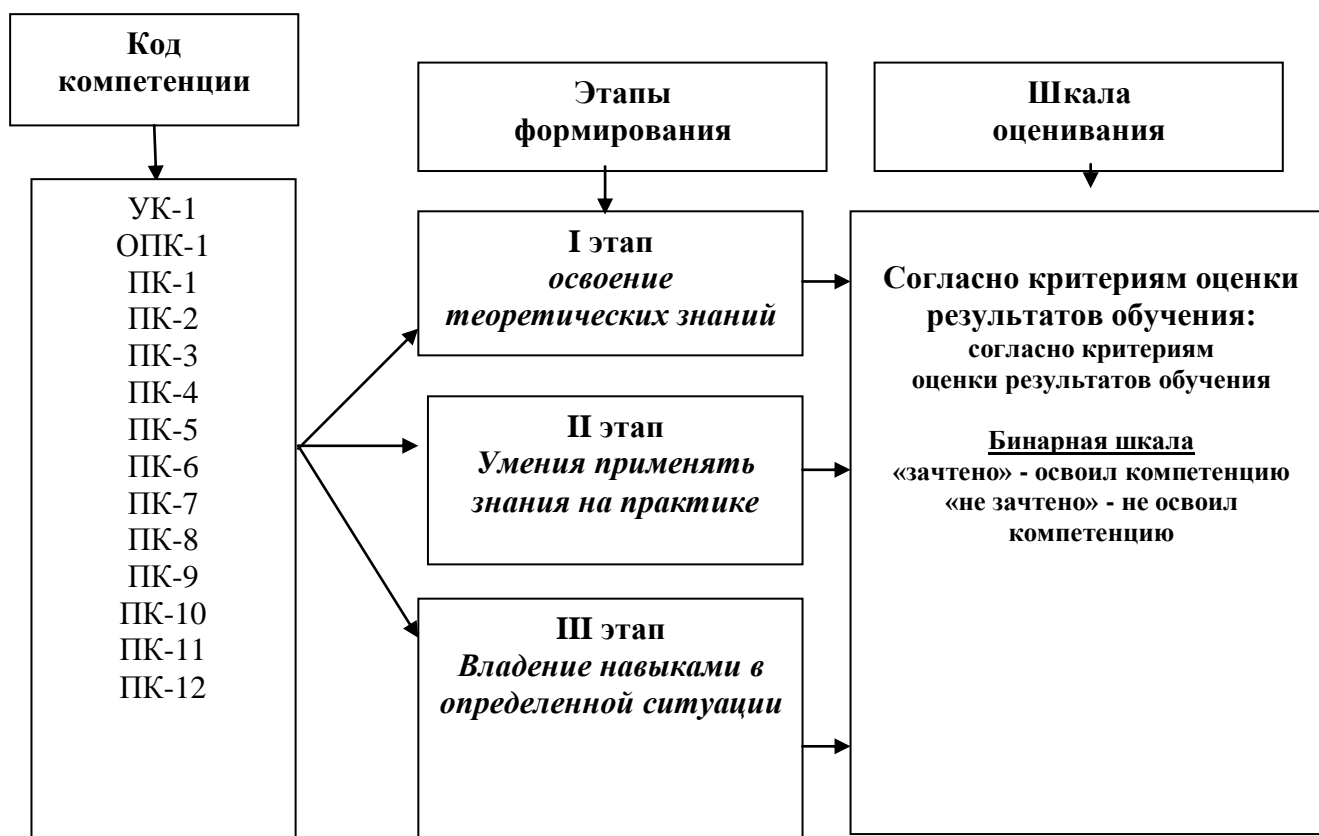 Код
компетенции
Этапы
формирования
Шкала
оценивания
УК-1
ОПК-1
ПК-1
ПК-2
ПК-3
ПК-4
ПК-5
ПК-6
ПК-7
ПК-8
ПК-9
ПК-10
ПК-11
ПК-12
I этап
освоение
теоретических знаний
II этап
Умения применять
знания на практике
III этап
Владение навыками в
определенной ситуации
Согласно критериям оценки
результатов обучения:
согласно критериям
оценки результатов обучения
Бинарная шкала
«зачтено» - освоил компетенцию
«не зачтено» - не освоил
компетенцию